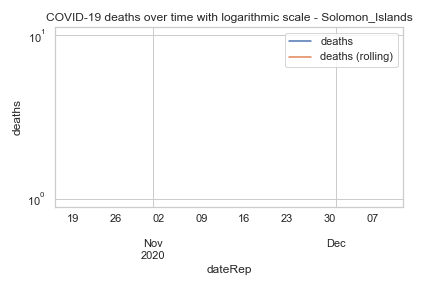 COVID-19 deaths over time with logarithmic scale - Solomon_Islands
10¹
deaths
deaths (rolling)
deaths
10⁰
19 26 02 09 16 23 30 07
Nov Dec
2020
dateRep